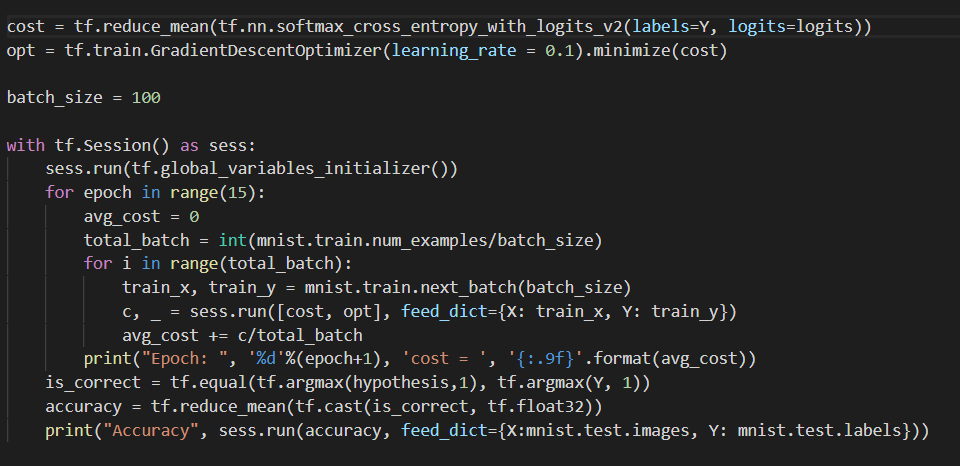 cost = tf.reduce_mean(tf.nn.softmax_cross_entropy_with_logits_v2(labels=Y, logits=logits))
opt = tf.train.GradientDescentOptimizer(learning_rate = 0.1).minimize(cost)
batch_size = 100
with tf.Session() as sess:
    sess.run(tf.global_variables_initializer())
    for epoch in range(15):
        avg_cost = 0
        total_batch = int(mnist.train.num_examples/batch_size)
        for i in range(total_batch):
            train_x, train_y = mnist.train.next_batch(batch_size)
            c, _ = sess.run([cost, opt], feed_dict={X: train_x, Y: train_y})
            avg_cost += c/total_batch
        print("Epoch: ", '%d'%(epoch+1), 'cost = ', '{:.9f}'.format(avg_cost))
    is_correct = tf.equal(tf.argmax(hypothesis,1), tf.argmax(Y, 1))
    accuracy = tf.reduce_mean(tf.cast(is_correct, tf.float32))
    print("Accuracy", sess.run(accuracy, feed_dict={X:mnist.test.images, Y: mnist.test.labels}))